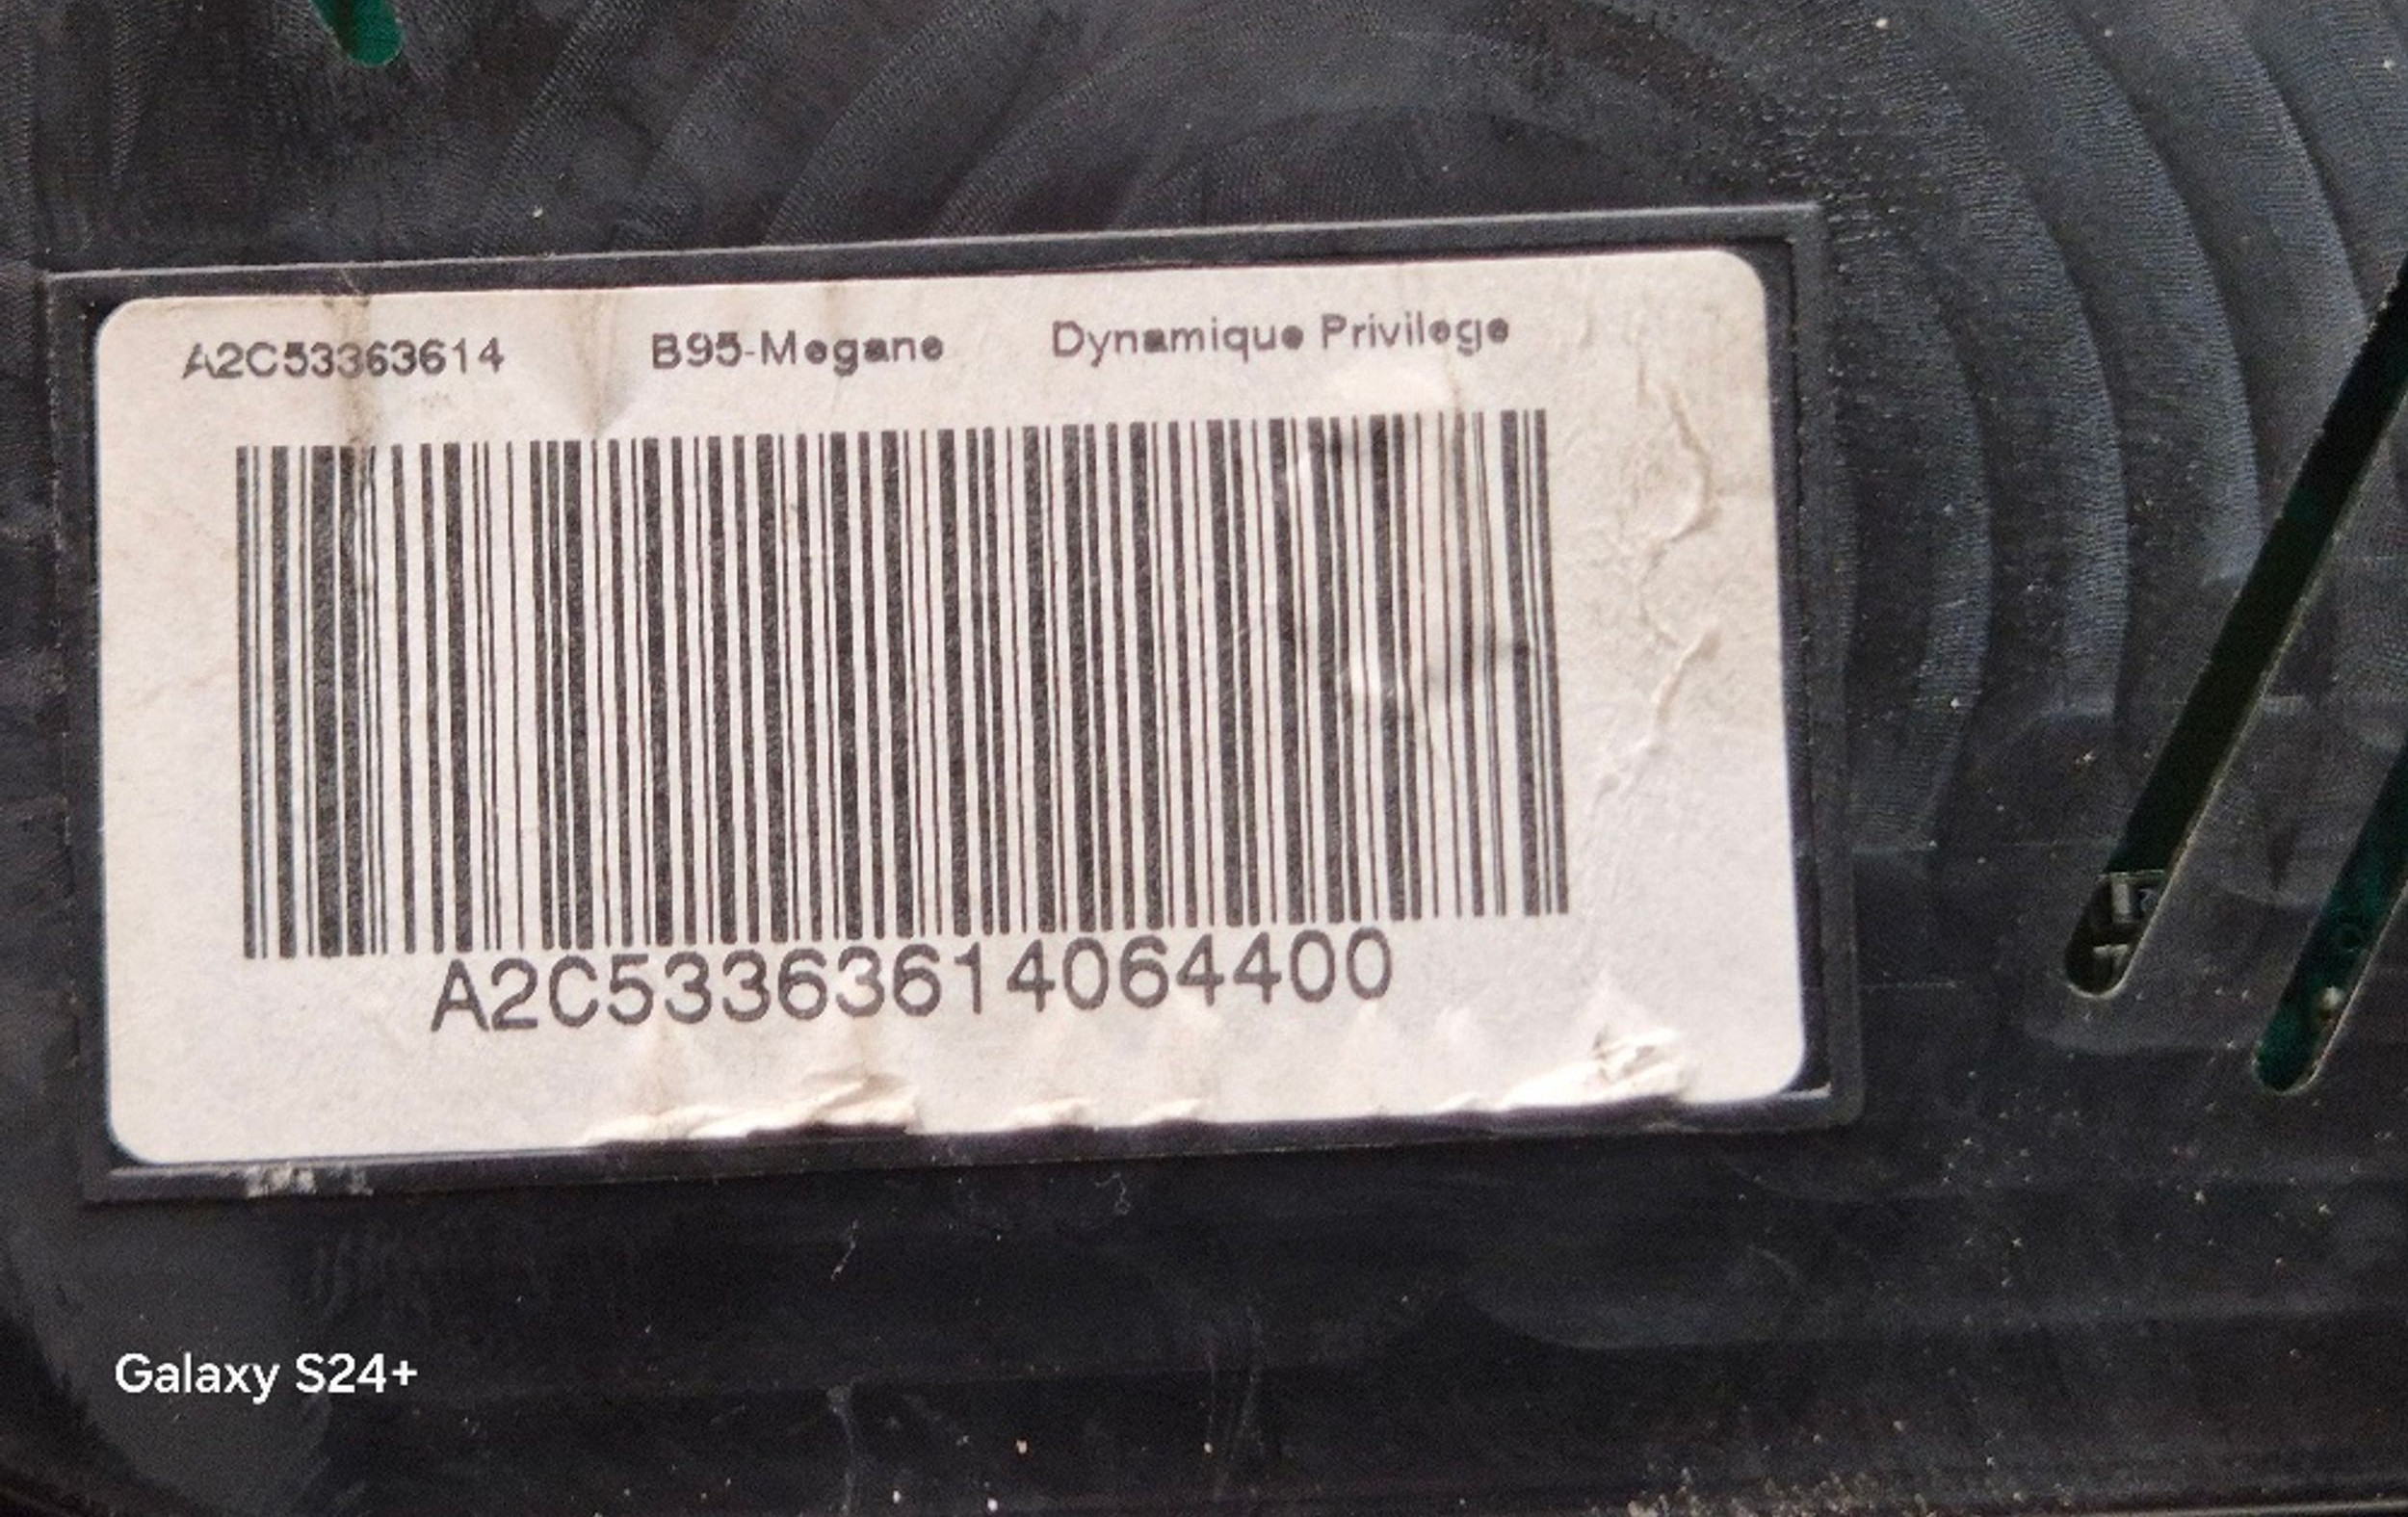 A2C53363614 B95-Megane Dynamique Privilege
A2C53363614064400
Galaxy S24+